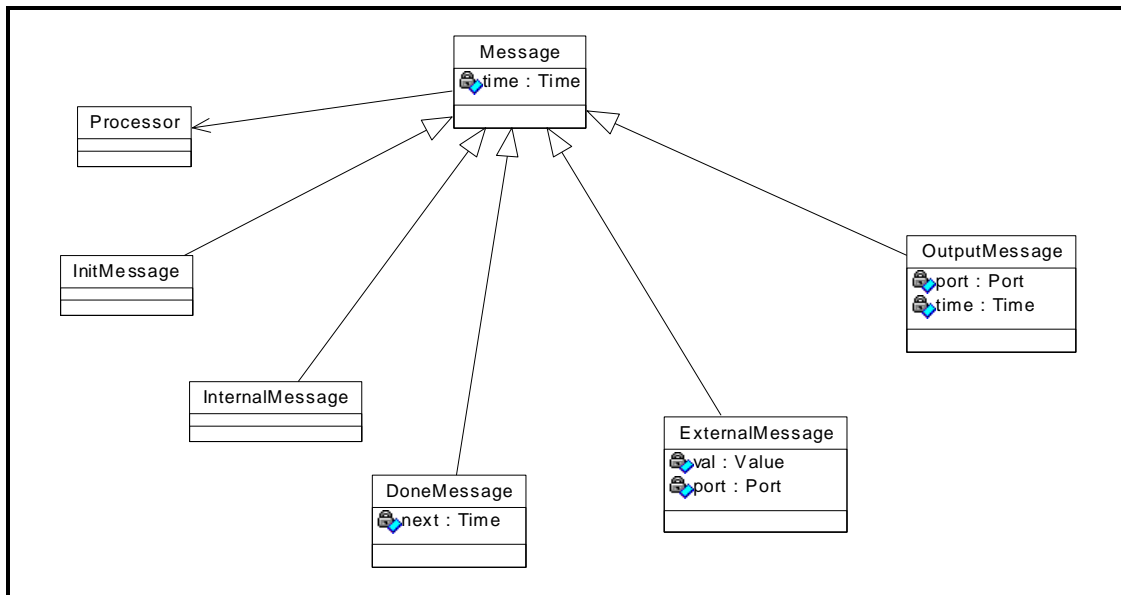 Message
time : Time
Processor
InitMessage
OutputMessage
port : Port
time : Time
InternalMessage
ExternalMessage
val : Value
port : Port
DoneMessage
next : Time